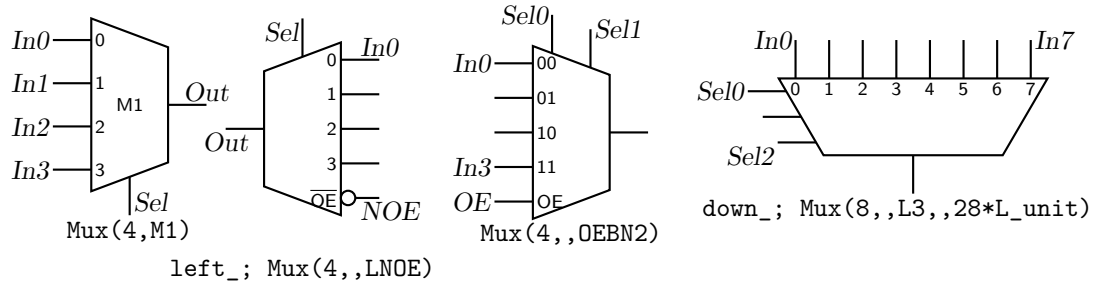 In0
0
In1
1
M1
Out
In2
2
In3
3
Sel
Mux(4,M1)
Sel
0
In0
1
Out
2
3
OE
NOE
left_; Mux(4,,LNOE)
Sel0
Sel1
In0
00
01
10
In3
11
OE
OE
Mux(4,,OEBN2)
In0
In7
Sel0
0 1 2 3 4 5 6 7
Sel2
down_; Mux(8,,L3,,28*L_unit)